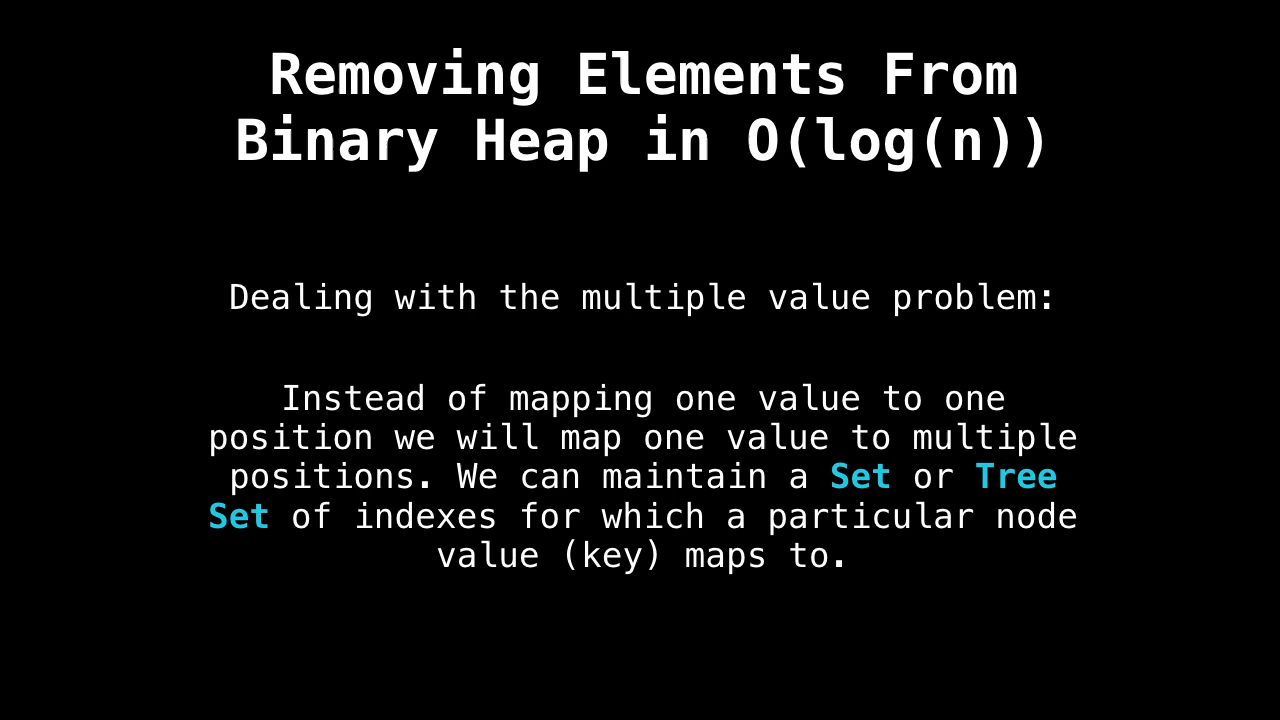 Removing Elements From
Binary Heap in O(log(n))
Dealing with the multiple value problem:
Instead of mapping one value to one
position we will map one value to multiple
positions. We can maintain a Set or Tree
Set of indexes for which a particular node
value (key) maps to.